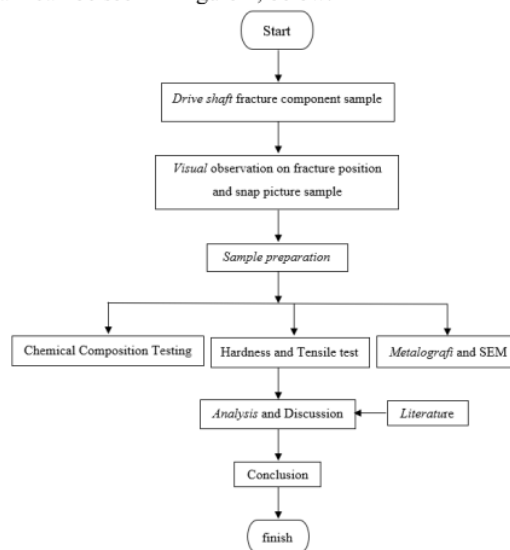 Start
Drive shaft fracture component sample
Visual observation on fracture position
and snap picture sample
Sample preparation
Chemical Composition Testing
Hardness and Tensile test
Metalografi and SEM
Analysis and Discussion
Literature
Conclusion
finish